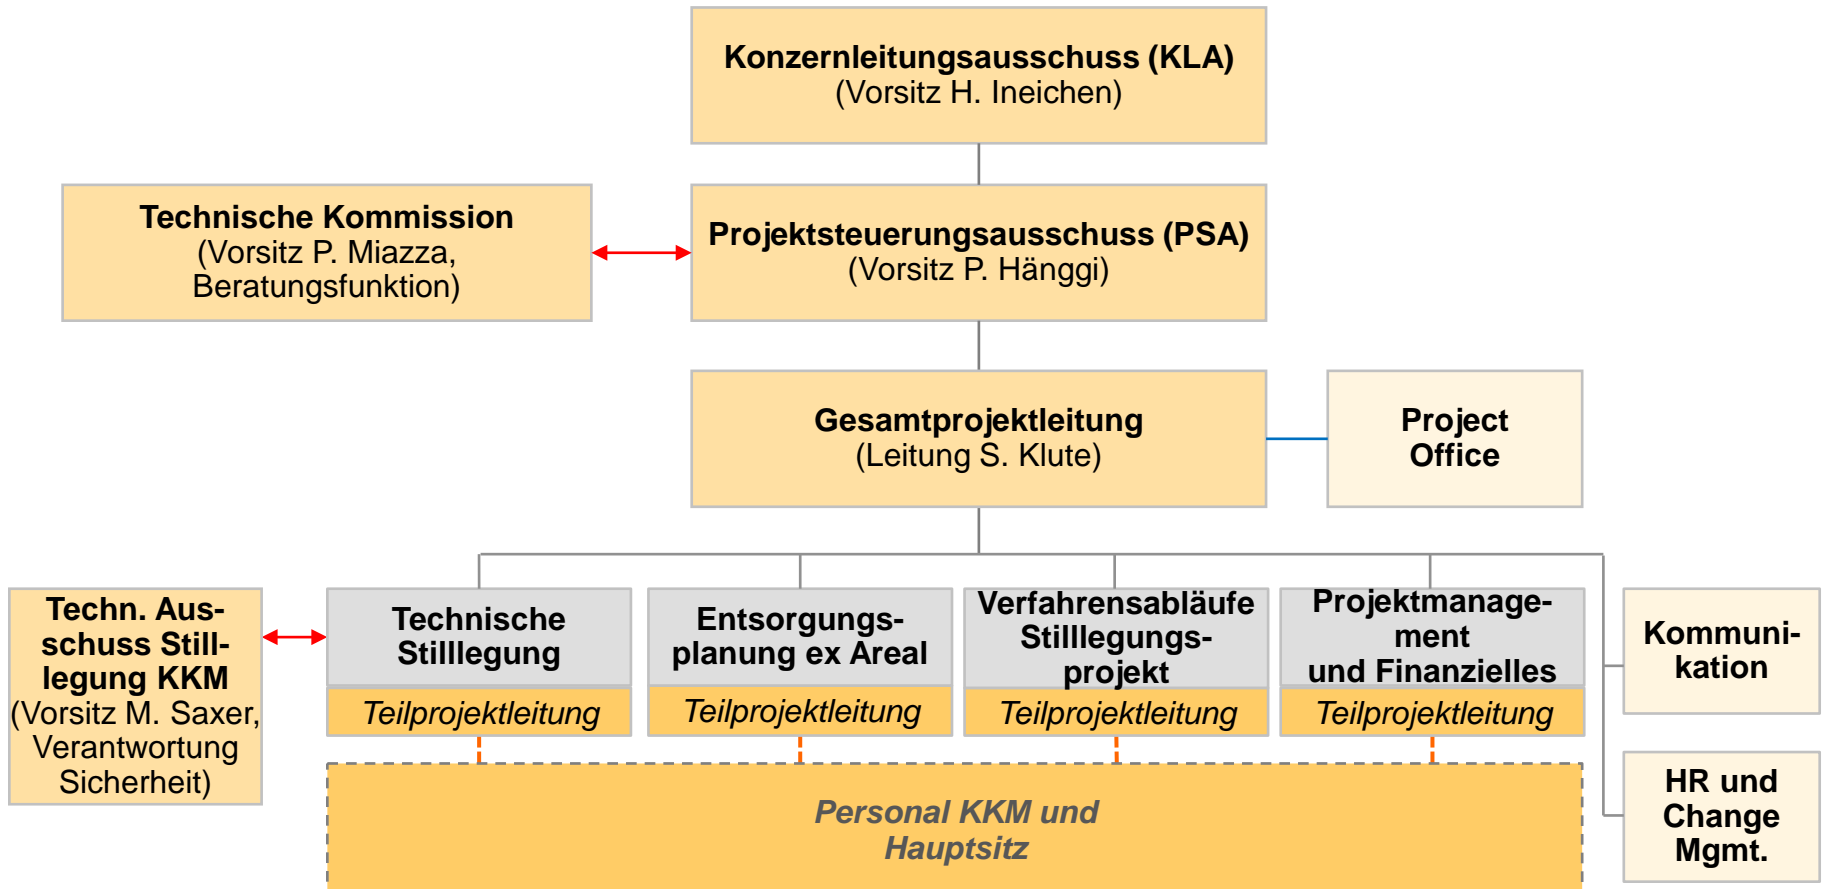 Konzernleitungsausschuss (KLA)
(Vorsitz H. Ineichen)
Technische Kommission
(Vorsitz P. Miazza,
Beratungsfunktion)
Projektsteuerungsausschuss (PSA)
(Vorsitz P. Hänggi)
Gesamtprojektleitung
(Leitung S. Klute)
Project
Office
Techn. Aus-
schuss Still-
legung KKM
(Vorsitz M. Saxer,
Verantwortung
Sicherheit)
Technische
Stilllegung
Teilprojektleitung
Entsorgungs-
planung ex Areal
Teilprojektleitung
Verfahrensabläufe
Stilllegungs-
projekt
Teilprojektleitung
Projektmanage-
ment
und Finanzielles
Teilprojektleitung
Kommuni-
kation
HR und
Change
Mgmt.
Personal KKM und
Hauptsitz